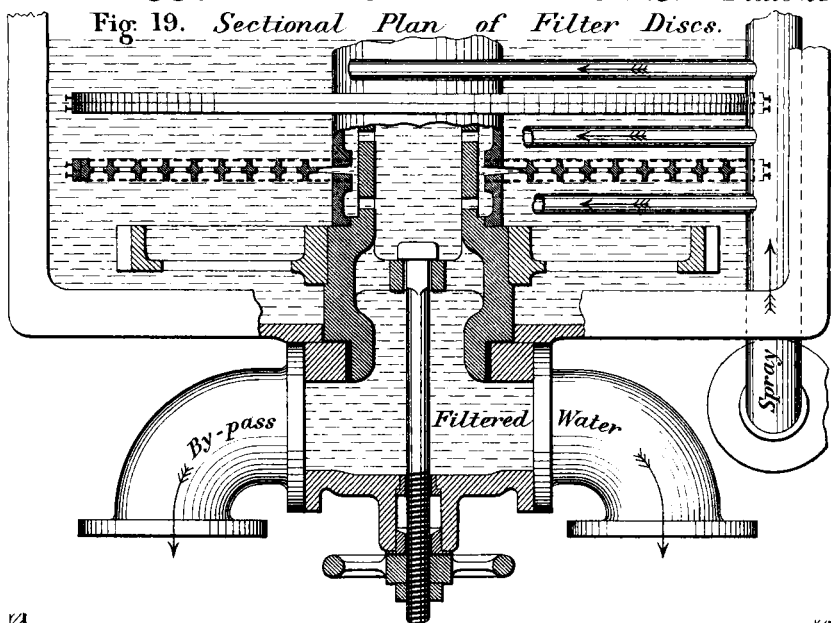 Fig. 19. Sectional Plan of Filter Discs.
By-pass
Filtered Water
Spray